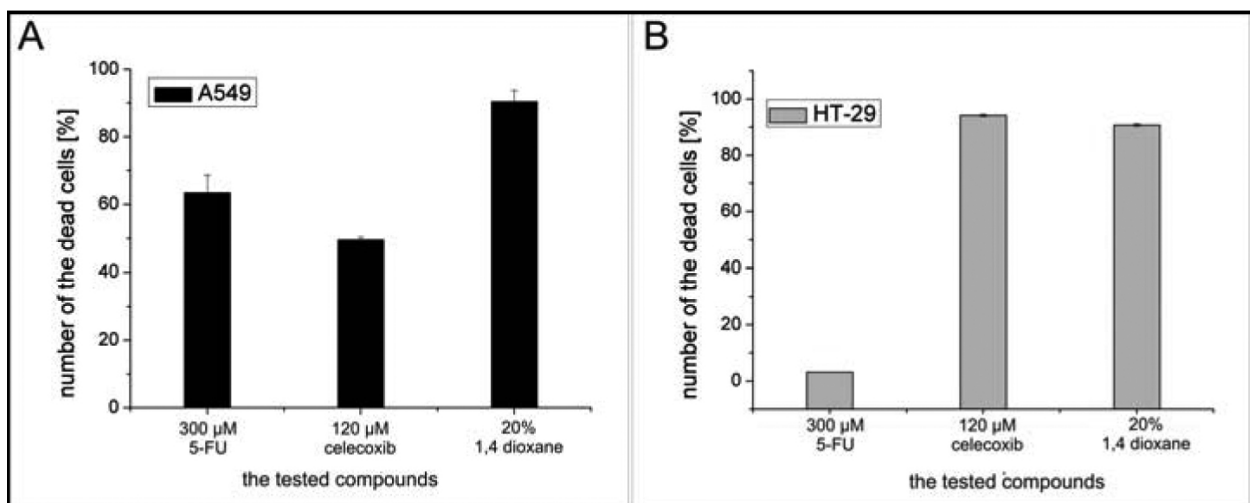 A
number of the dead cells [%]
100
80
60
40
20
0
A549
300 µM
5-FU
120 µM
celecoxib
20%
1,4 dioxane
the tested compounds
B
number of the dead cells [%]
100
80
60
40
20
0
HT-29
300 µM
5-FU
120 µM
celecoxib
20%
1,4 dioxane
the tested compounds